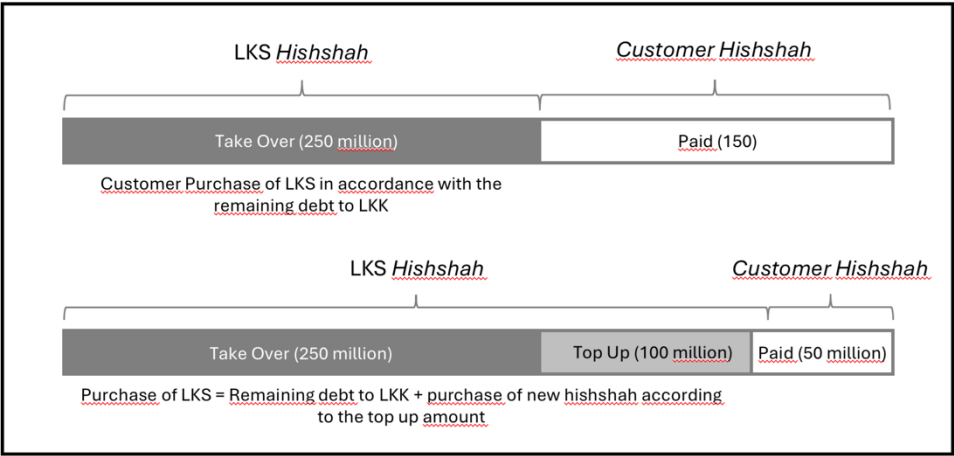 LKS Hishshah
Customer Hishshah
Take Over (250 million)
Paid (150)
Customer Purchase of LKS in accordance with the
remaining debt to LKK
LKS Hishshah
Customer Hishshah
Take Over (250 million)
Top Up (100 million)
Paid (50 million)
Purchase of LKS = Remaining debt to LKK + purchase of new hishshah according
to the top up amount